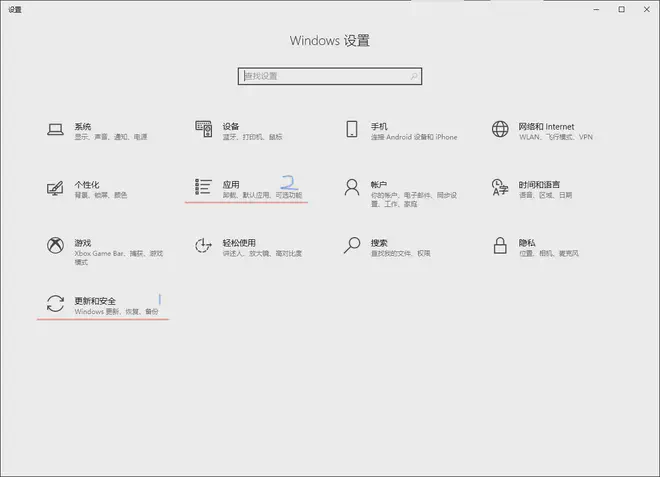 设置
Windows 设置
查找设置
系统
显示、声音、通知、电源
设备
蓝牙、打印机、鼠标
手机
连接 Android 设备和 iPhone
网络和 Internet
WLAN、飞行模式、VPN
个性化
背景、锁屏、颜色
应用
卸载、默认应用、可选功能
2
帐户
你的帐户、电子邮件、同步设
置、工作、家庭
时间和语言
语音、区域、日期
游戏
Xbox Game Bar、捕获、游戏
模式
轻松使用
讲述人、放大镜、高对比度
搜索
查找我的文件、权限
隐私
位置、相机、麦克风
更新和安全
Windows 更新、恢复、备份
1